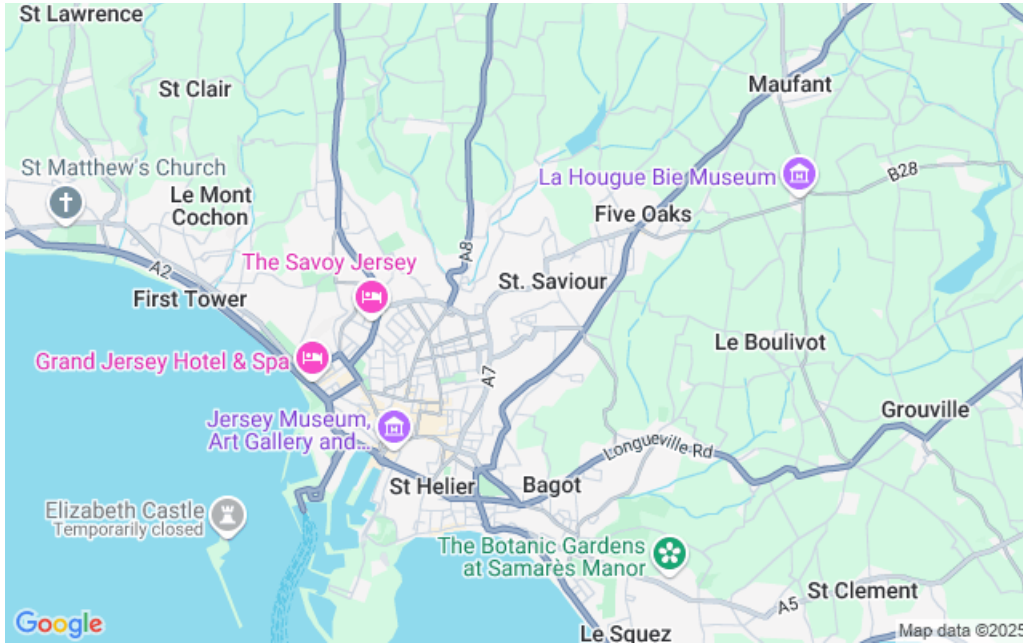 St Lawrence
St Clair
Maufant
St Matthew's Church
La Hougue Bie Museum
B28
Le Mont
Cochon
Five Oaks
A8
The Savoy Jersey
A2
St. Saviour
First Tower
Le Boulivot
Grand Jersey Hotel & Spa
A7
Jersey Museum,
Art Gallery and...
Grouville
Longueville Rd
St Helier
Bagot
Elizabeth Castle
Temporarily closed
The Botanic Gardens
at Samarès Manor
St Clement
A5
Google
Le Squez
Map data ©2025